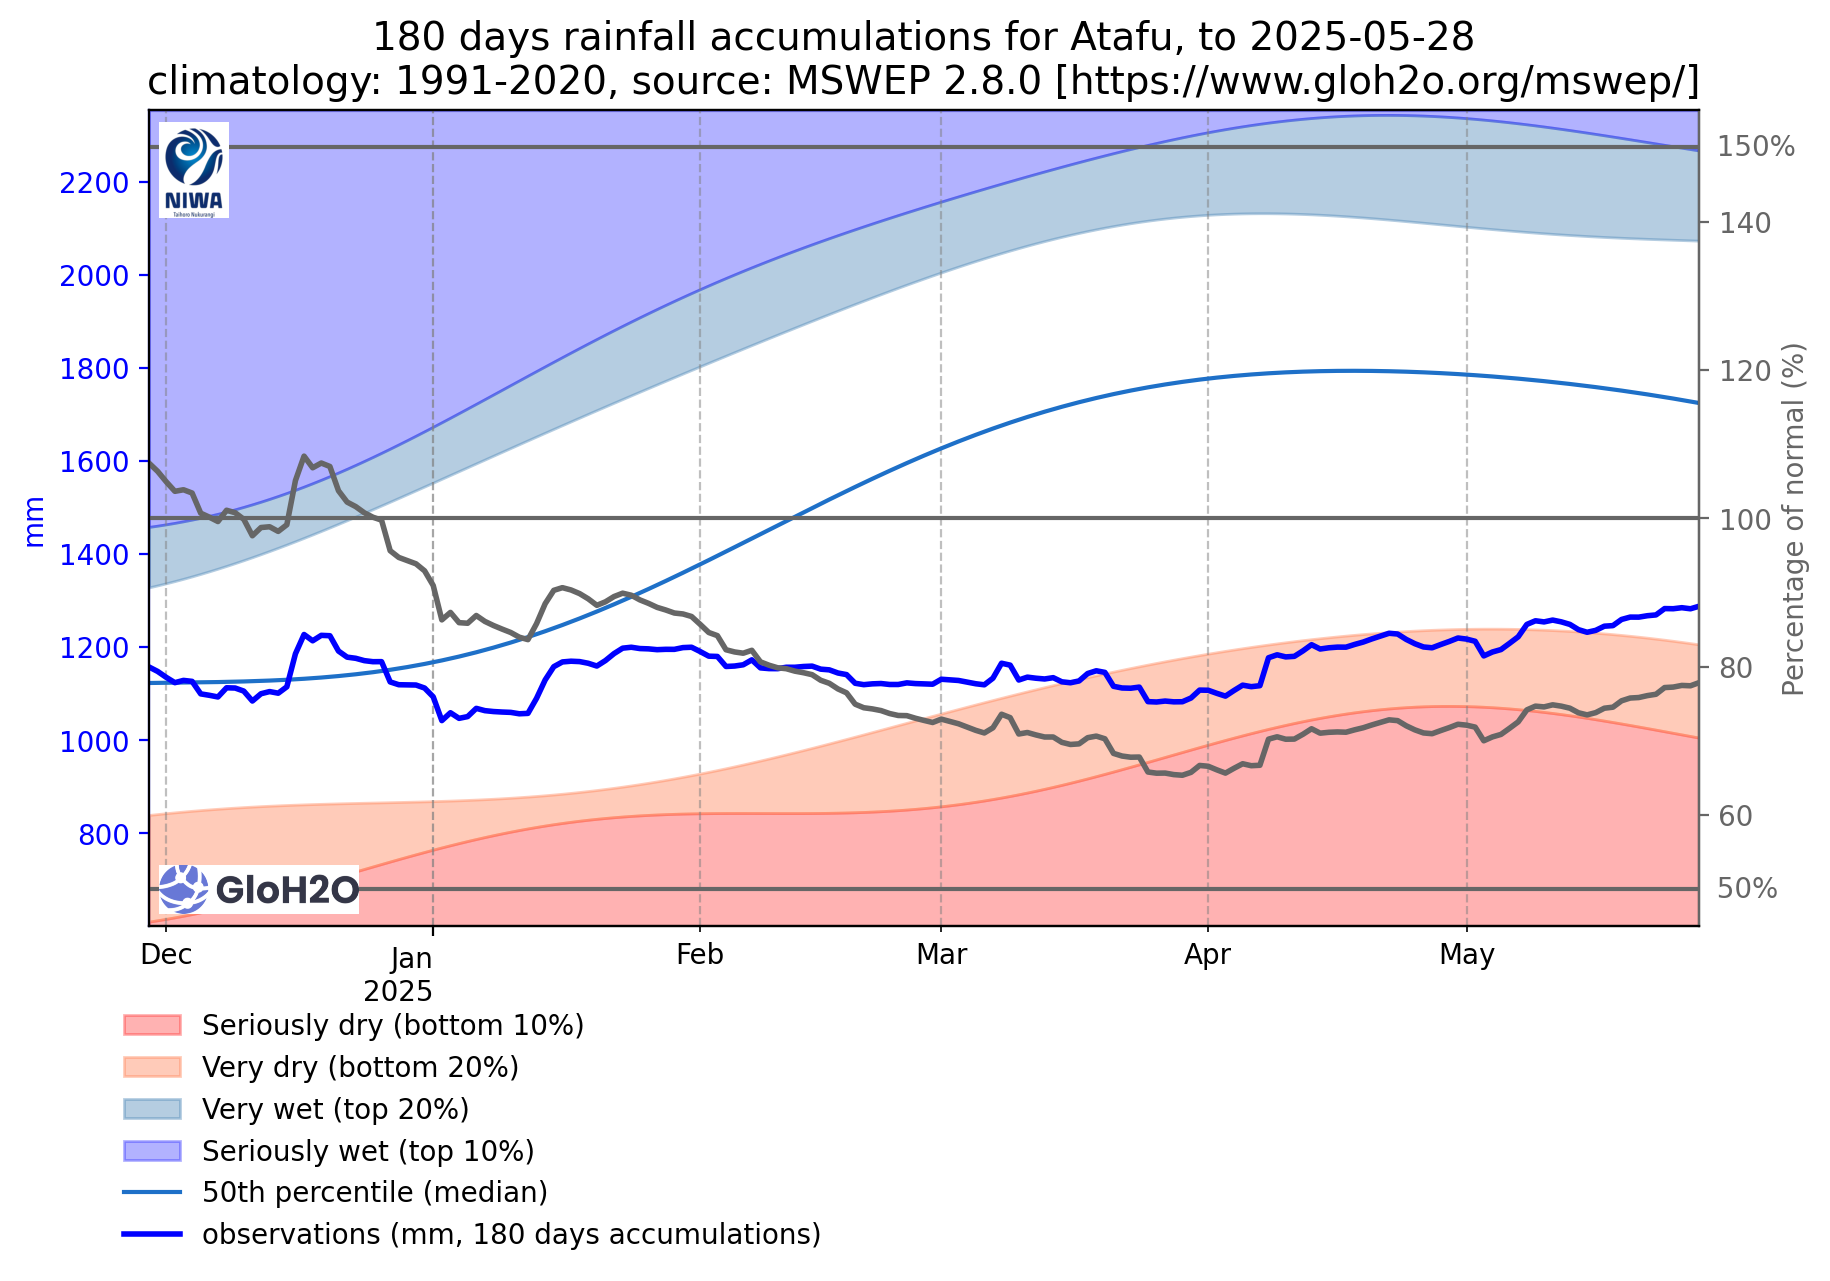 180 days rainfall accumulations for Atafu, to 2025-05-28
climatology: 1991-2020, source: MSWEP 2.8.0 [https://www.gloh2o.org/mswep/]
NIWA
Taihoro Nukurangi
2200
2000
1800
1600
1400
1200
1000
800
mm
150%
140
120
100
80
60
50%
Percentage of normal (%)
GloH2O
Dec
Jan
2025
Feb
Mar
Apr
May
Seriously dry (bottom 10%)
Very dry (bottom 20%)
Very wet (top 20%)
Seriously wet (top 10%)
50th percentile (median)
observations (mm, 180 days accumulations)